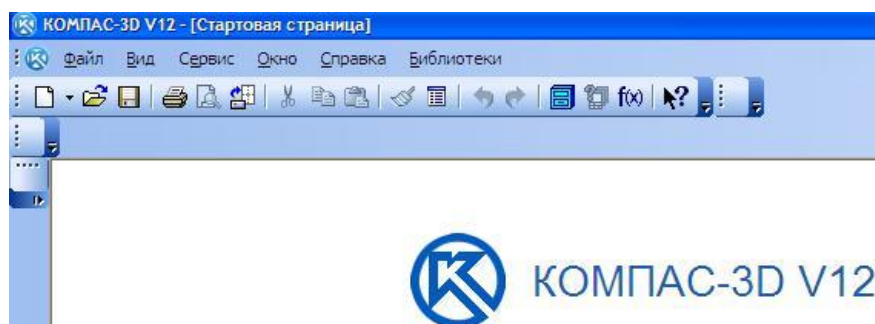 КОМПАС-3D V12 - [Стартовая страница]
Файл Вид Сервис Окно Справка Библиотеки
f(x) ?
КОМПАС-3D V12